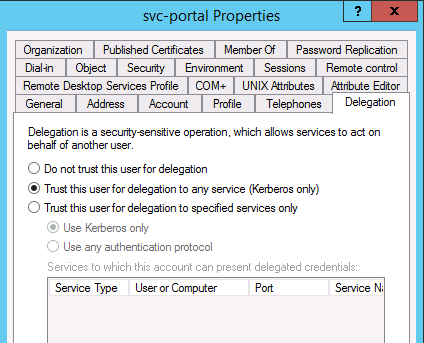 svc-portal Properties
? x
Organization Published Certificates Member Of Password Replication
Dial-in Object Security Environment Sessions Remote control
Remote Desktop Services Profile COM+ UNIX Attributes Attribute Editor
General Address Account Profile Telephones Delegation
Delegation is a security-sensitive operation, which allows services to act on
behalf of another user.
Do not trust this user for delegation
Trust this user for delegation to any service (Kerberos only)
Trust this user for delegation to specified services only
Use Kerberos only
Use any authentication protocol
Services to which this account can present delegated credentials:
Service Type User or Computer Port Service